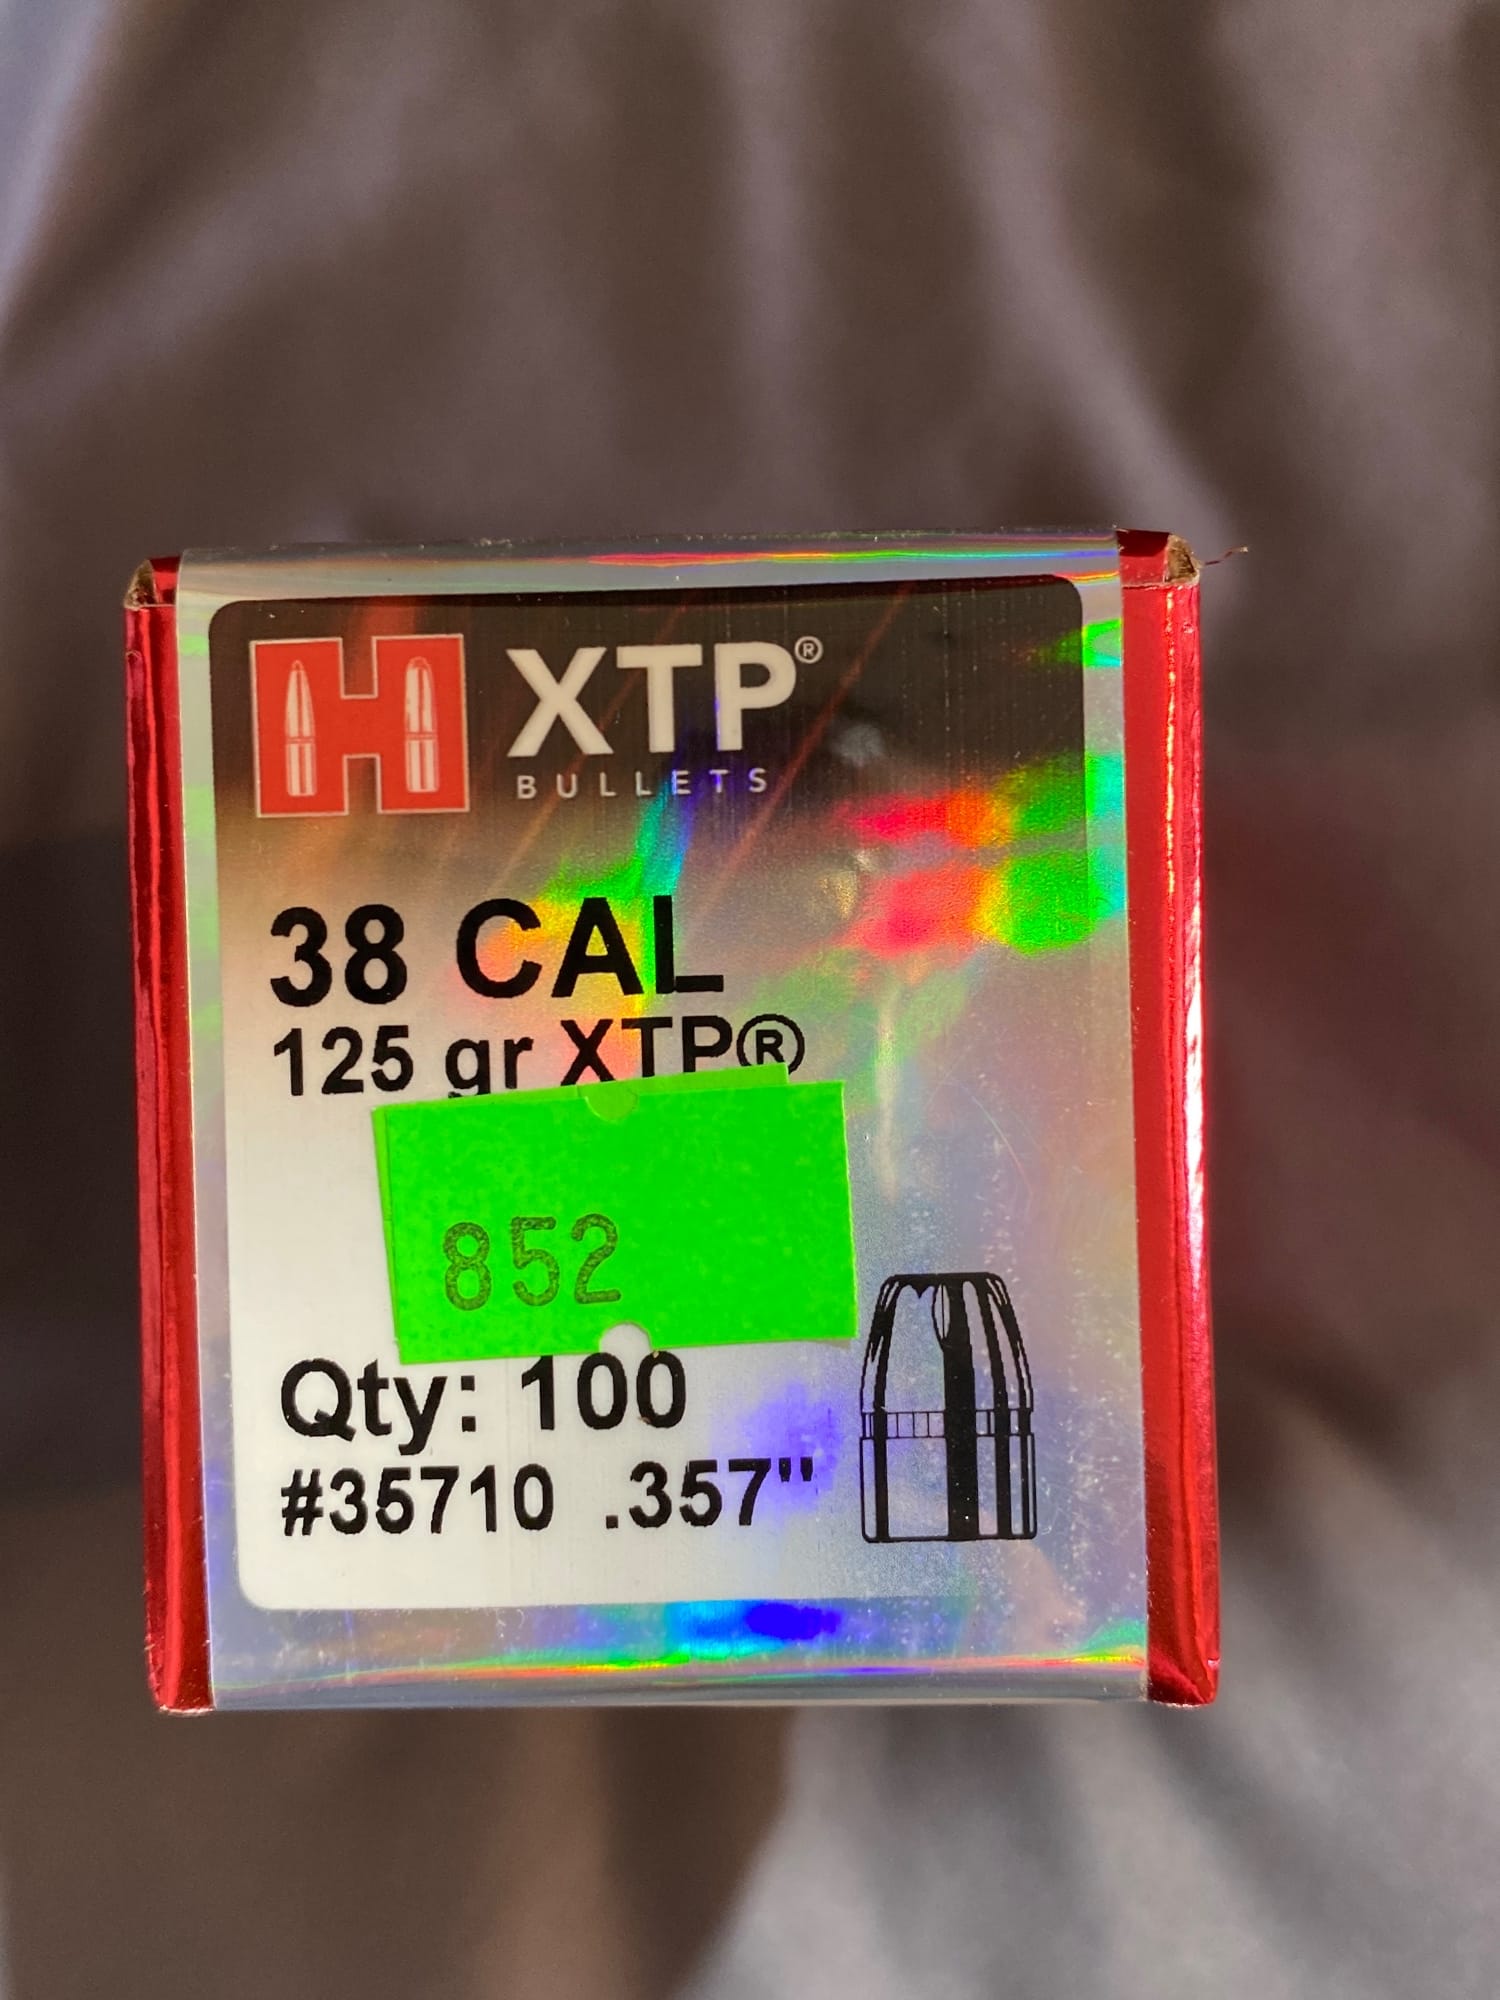 H XTP®
BULLETS
38 CAL
125 gr XTP®
852
Qty: 100
#35710 .357"